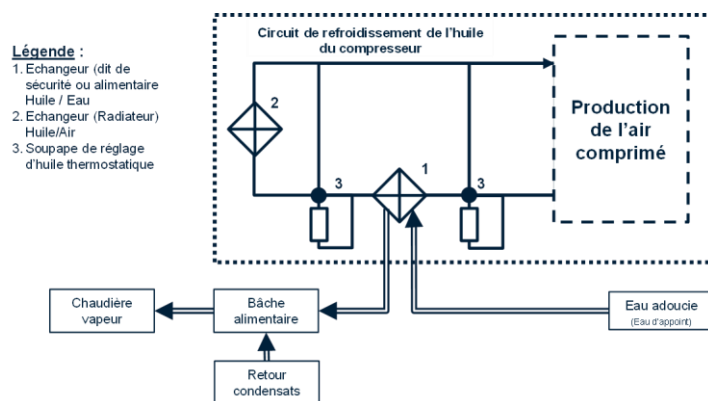 Circuit de refroidissement de l'huile
du compresseur
Légende :
1. Echangeur (dit de
sécurité ou alimentaire
Huile / Eau
2. Echangeur (Radiateur)
Huile/Air
3. Soupape de réglage
d'huile thermostatique
2
Production
de l'air
comprimé
3
1
3
Chaudière
vapeur
Bâche
alimentaire
Eau adoucie
(Eau d'appoint)
Retour
condensats